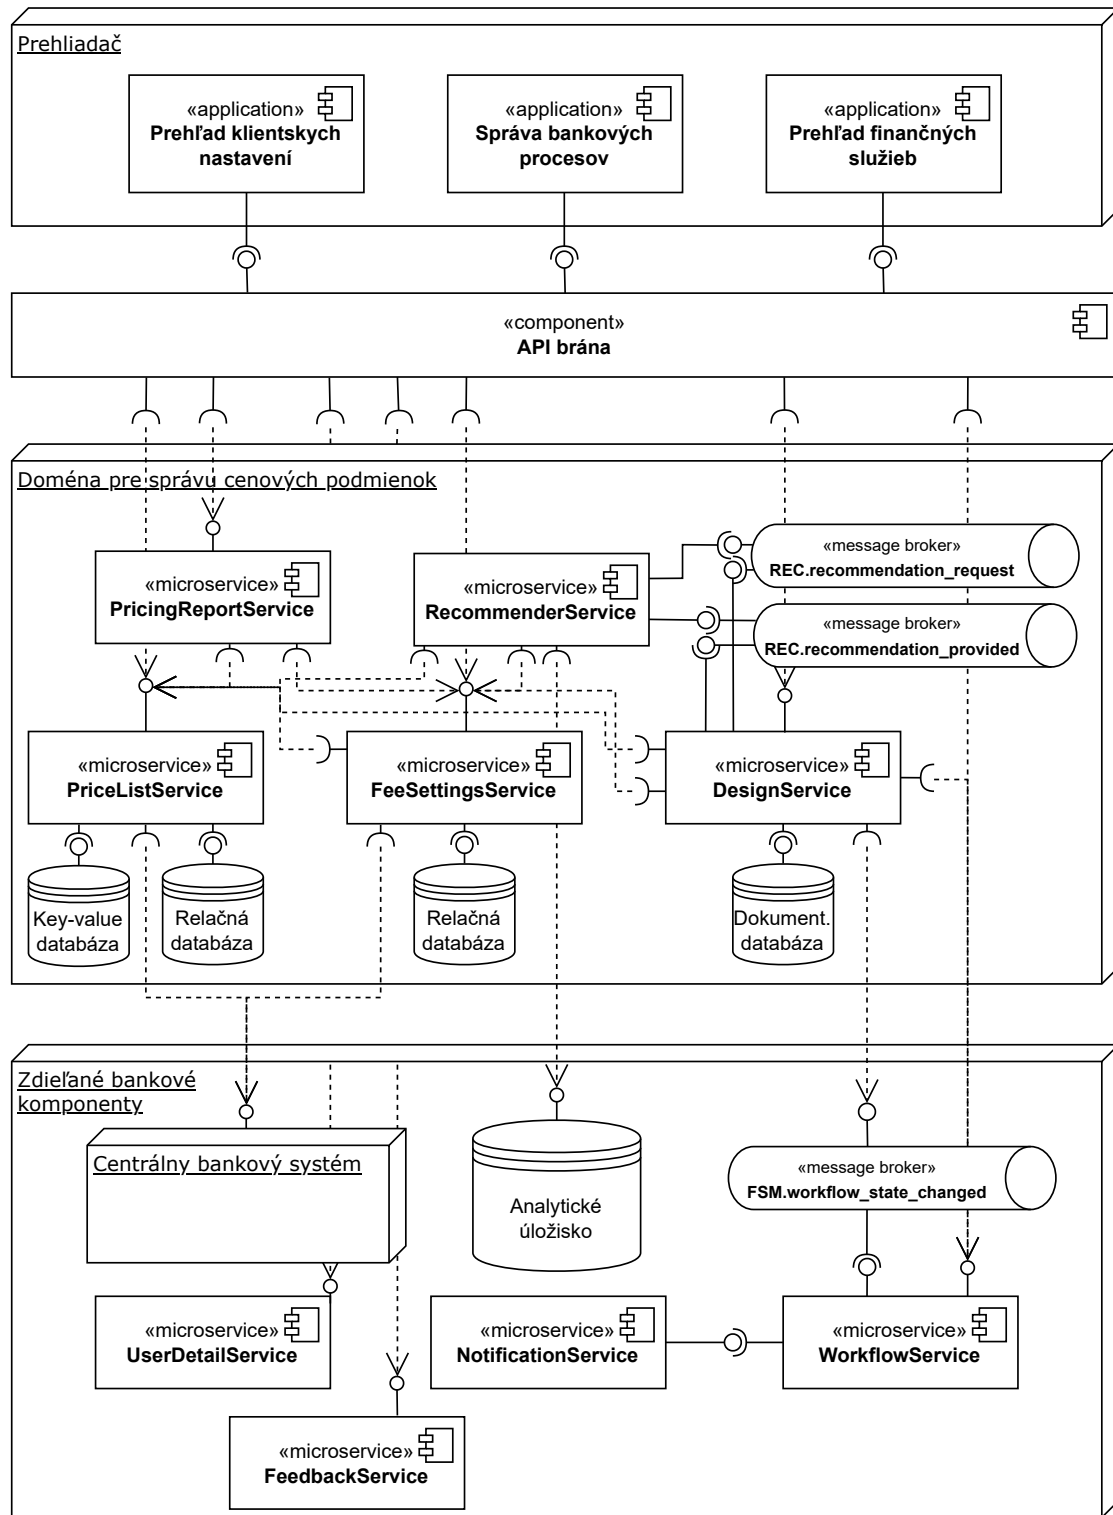 Prehliadač
«application»
Prehľad klientskych
nastavení
«application»
Správa bankových
procesov
«application»
Prehľad finančných
služieb
«component»
API brána
Doména pre správu cenových podmienok
«microservice»
PricingReportService
«microservice»
RecommenderService
«message broker»
REC.recommendation_request
«message broker»
REC.recommendation_provided
«microservice»
PriceListService
«microservice»
FeeSettingsService
«microservice»
DesignService
Key-value
databáza
Relačná
databáza
Relačná
databáza
Dokument.
databáza
Zdieľané bankové
komponenty
Centrálny bankový systém
Analytické
úložisko
«message broker»
FSM.workflow_state_changed
«microservice»
UserDetailService
«microservice»
NotificationService
«microservice»
WorkflowService
«microservice»
FeedbackService